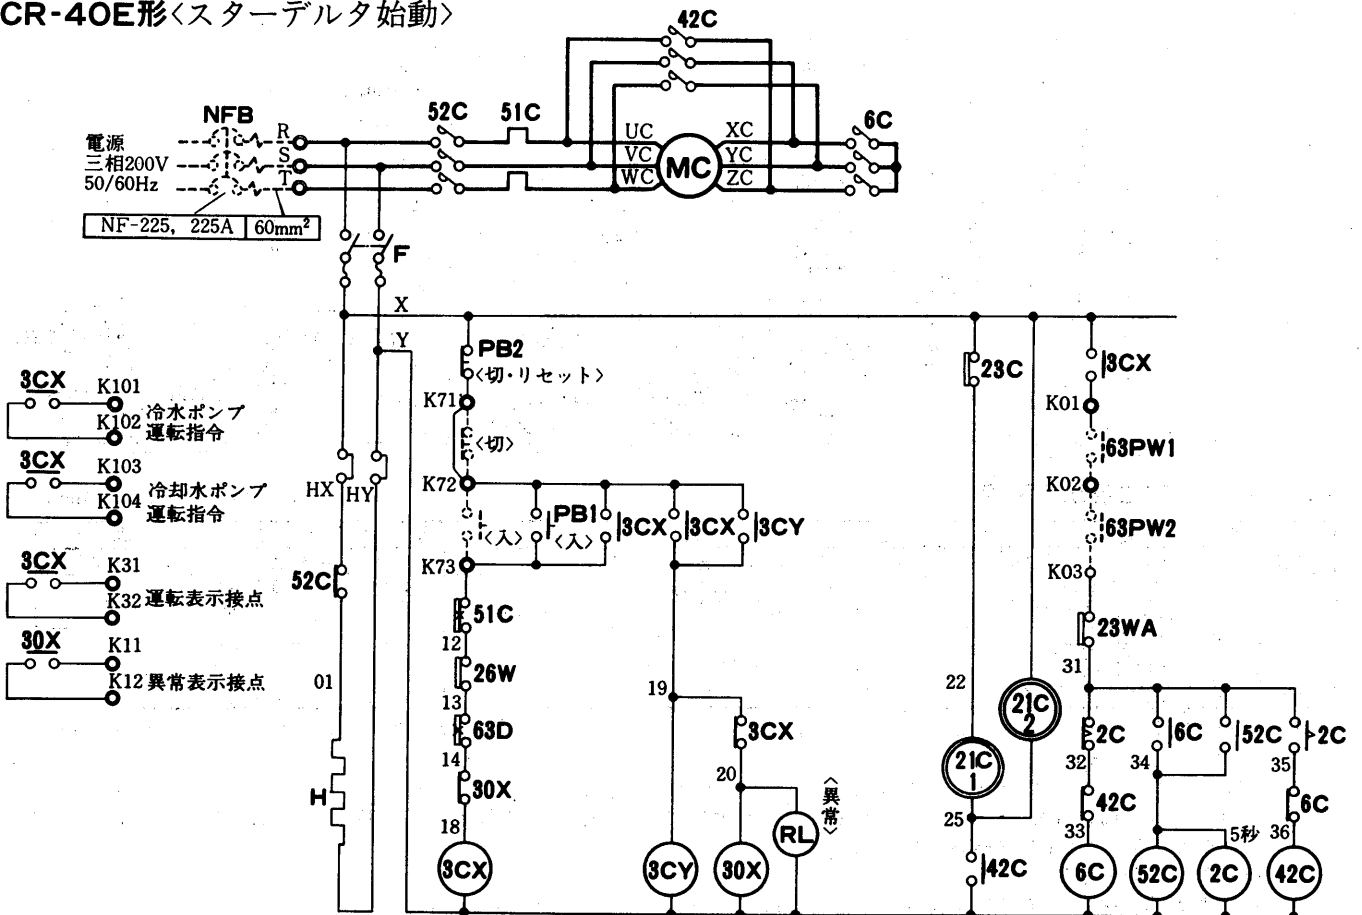 CR-40E形〈スターデルタ始動〉
42C
NFB
52C
51C
6C
電源
三相200V
50/60Hz
R
S
T
UC
VC
WC
MC
XC
YC
ZC
NF-225, 225A
60mm²
F
X
Y
3CX
K101
K102
冷水ポンプ
運転指令
3CX
K103
K104
冷却水ポンプ
運転指令
3CX
K31
K32 運転表示接点
30X
K11
K12 異常表示接点
HX
HY
52C
01
H
PB2
〈切・リセット〉
K71
〈切〉
K72
〈入〉
PB1
〈入〉
3CX
3CX
3CY
K73
51C
12
26W
13
63D
14
30X
18
3CX
19
3CX
20
〈異常〉
RL
3CY
30X
23C
22
21C
2
21C
1
25
42C
3CX
K01
63PW1
K02
63PW2
K03
23WA
31
2C
6C
52C
2C
32
34
35
42C
6C
33
5秒
36
6C
52C
2C
42C